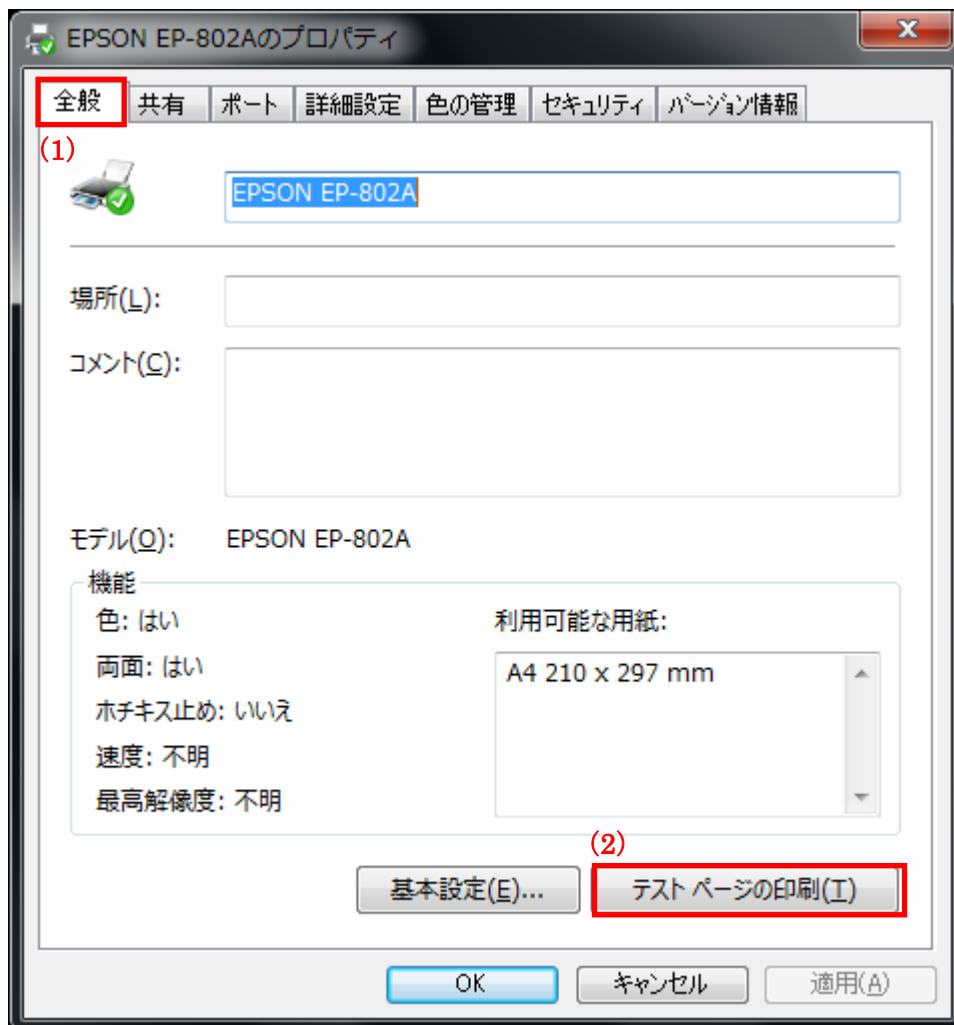 EPSON EP-802Aのプロパティ
全般 共有 ポート 詳細設定 色の管理 セキュリティ バージョン情報
(1)
EPSON EP-802A
場所(L):
コメント(C):
モデル(O): EPSON EP-802A
機能
色: はい 利用可能な用紙:
両面: はい A4 210 x 297 mm
ホチキス止め: いいえ
速度: 不明
最高解像度: 不明
(2)
基本設定(E)... テスト ページの印刷(T)
OK キャンセル 適用(A)